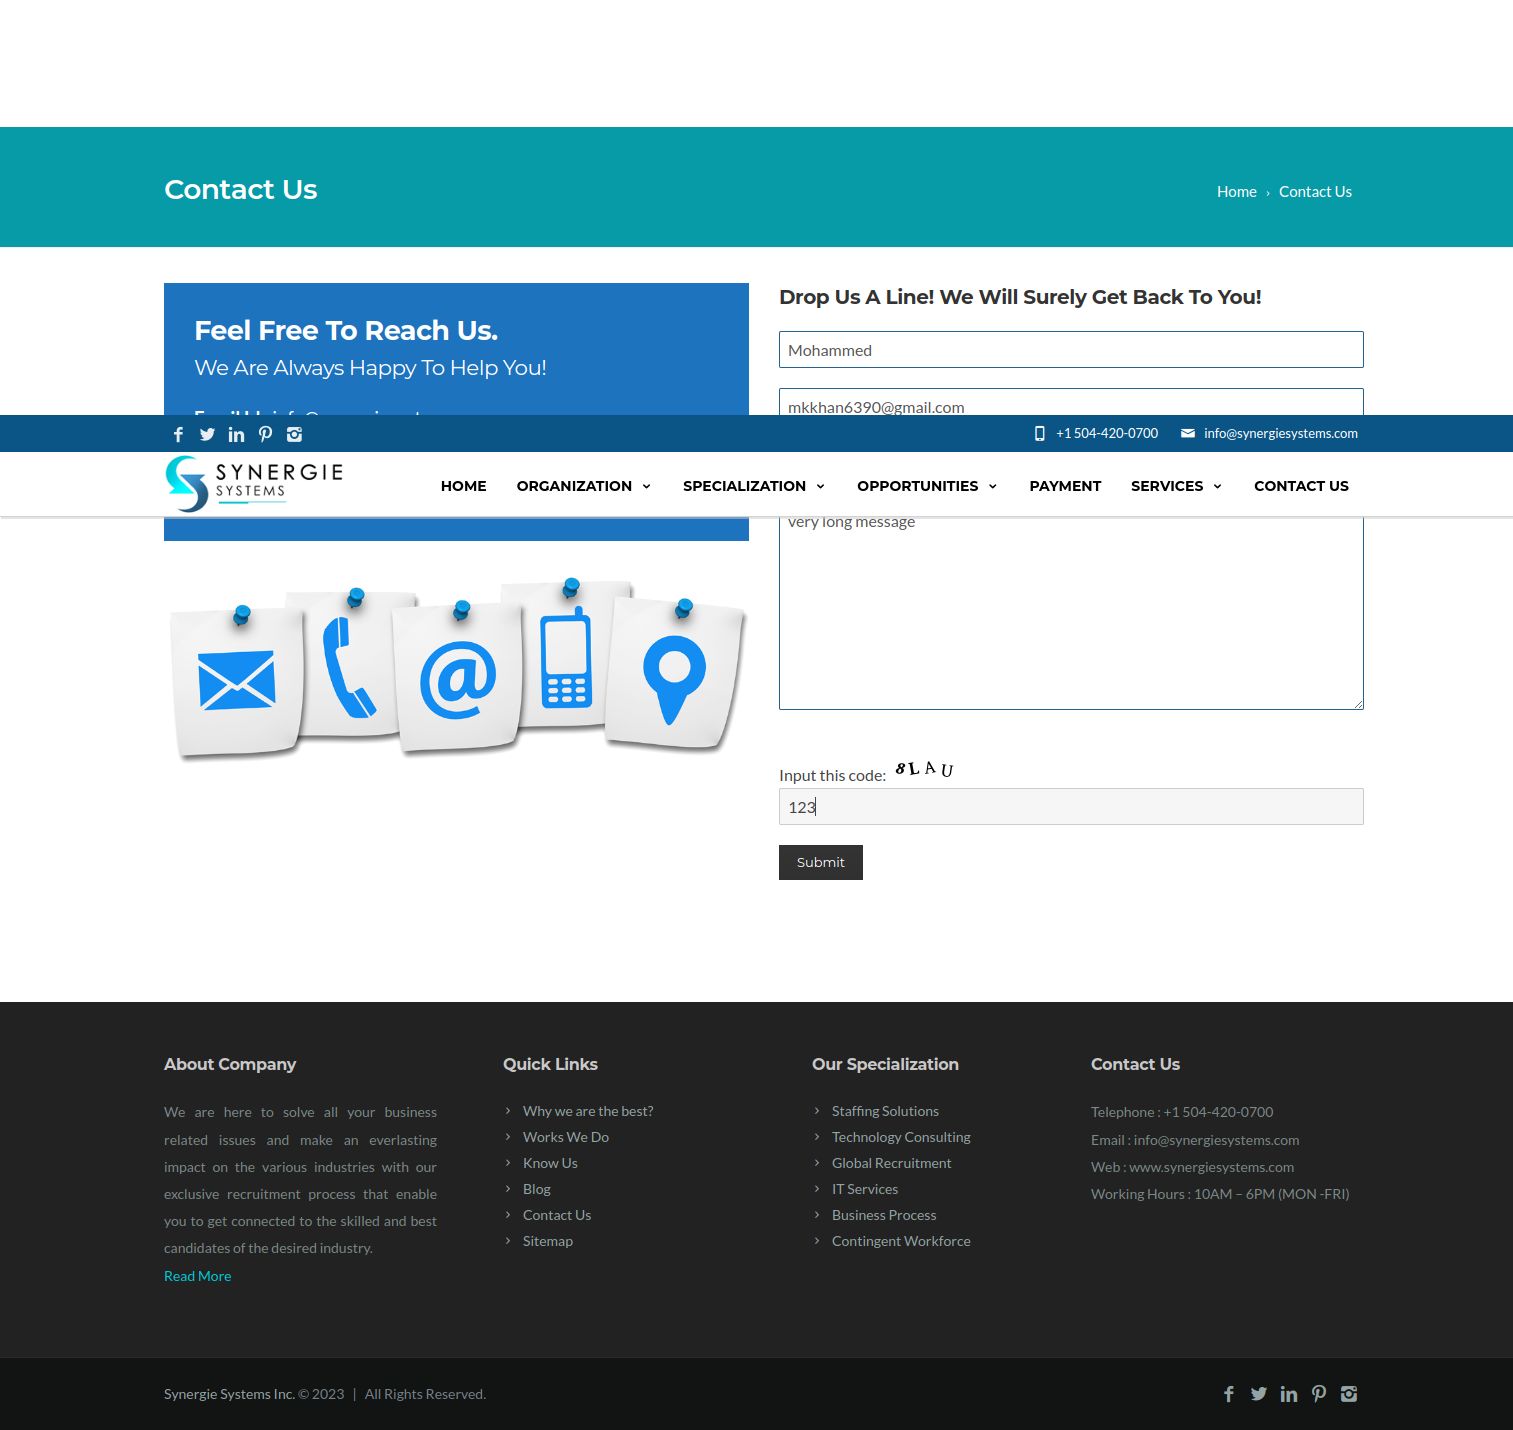 Contact Us
Home › Contact Us
Feel Free To Reach Us.
We Are Always Happy To Help You!
Drop Us A Line! We Will Surely Get Back To You!
Mohammed
mkkhan6390@gmail.com
+1 504-420-0700 info@synergiesystems.com
SYNERGIE
SYSTEMS
HOME ORGANIZATION SPECIALIZATION OPPORTUNITIES PAYMENT SERVICES CONTACT US
very long message
@
Input this code: 8LAU
123
Submit
About Company
We are here to solve all your business
related issues and make an everlasting
impact on the various industries with our
exclusive recruitment process that enable
you to get connected to the skilled and best
candidates of the desired industry.
Read More
Quick Links
Why we are the best?
Works We Do
Know Us
Blog
Contact Us
Sitemap
Our Specialization
Staffing Solutions
Technology Consulting
Global Recruitment
IT Services
Business Process
Contingent Workforce
Contact Us
Telephone : +1 504-420-0700
Email : info@synergiesystems.com
Web : www.synergiesystems.com
Working Hours : 10AM – 6PM (MON -FRI)
Synergie Systems Inc. © 2023 | All Rights Reserved.